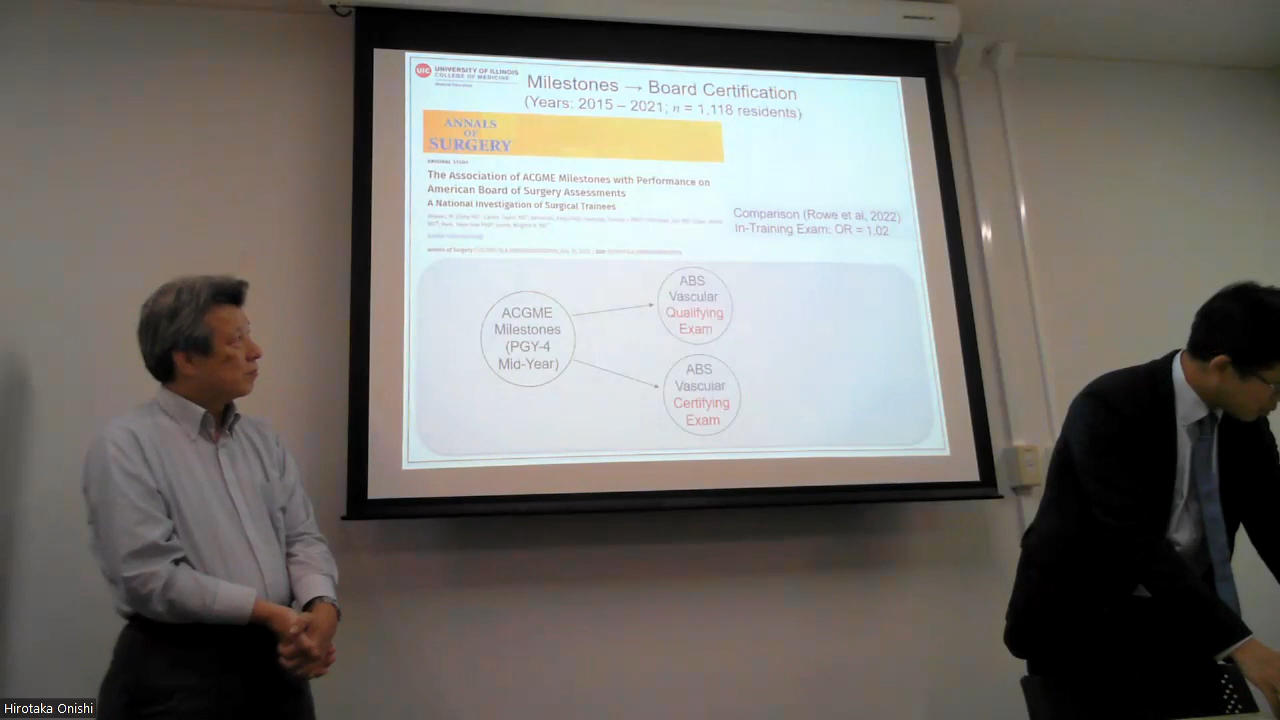 UIC UNIVERSITY OF ILLINOIS
COLLEGE OF MEDICINE
Milestones → Board Certification
(Years: 2015 – 2021; n = 1,118 residents)
ANNALS
OF
SURGERY
ORIGINAL STUDY
The Association of ACGME Milestones with Performance on
American Board of Surgery Assessments
A National Investigation of Surgical Trainees
Comparison (Rowe et al, 2022)
In-Training Exam: OR = 1.02
ACGME
Milestones
(PGY-4
Mid-Year)
ABS
Vascular
Qualifying
Exam
ABS
Vascular
Certifying
Exam
Hirotaka Onishi